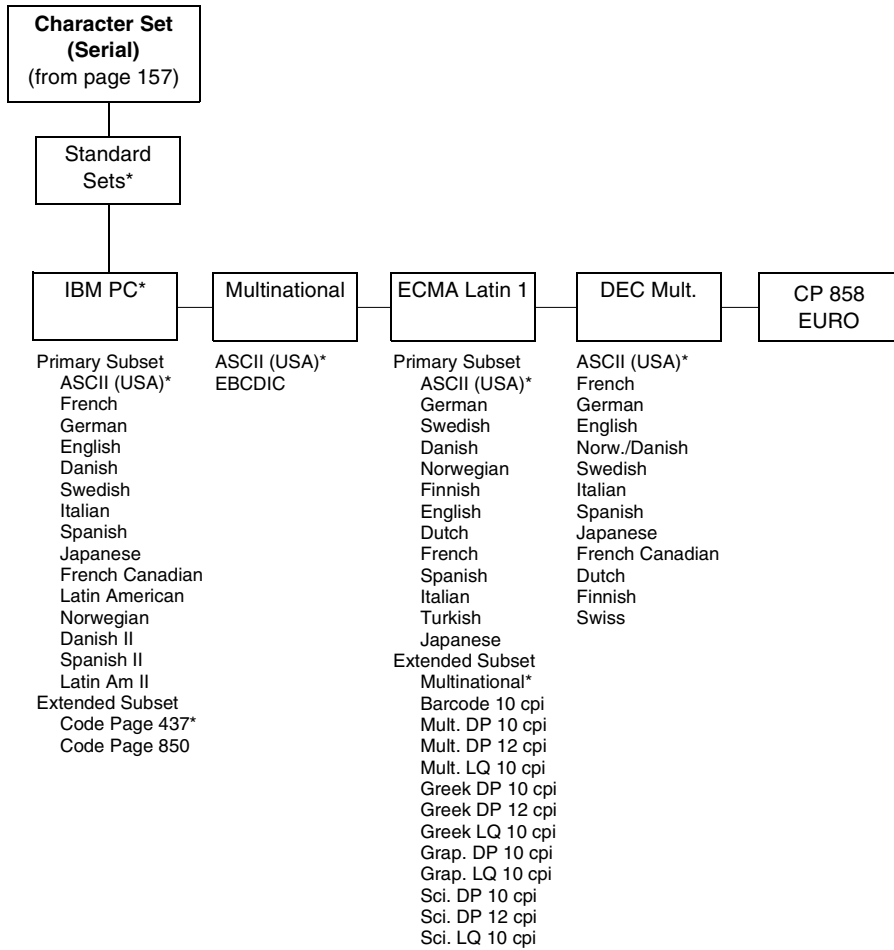 Character Set
(Serial)
(from page 157)
Standard
Sets*
IBM PC*
Multinational
ECMA Latin 1
DEC Mult.
CP 858
EURO
Primary Subset
ASCII (USA)*
French
German
English
Danish
Swedish
Italian
Spanish
Japanese
French Canadian
Latin American
Norwegian
Danish II
Spanish II
Latin Am II
Extended Subset
Code Page 437*
Code Page 850
ASCII (USA)*
EBCDIC
Primary Subset
ASCII (USA)*
German
Swedish
Danish
Norwegian
Finnish
English
Dutch
French
Spanish
Italian
Turkish
Japanese
Extended Subset
Multinational*
Barcode 10 cpi
Mult. DP 10 cpi
Mult. DP 12 cpi
Mult. LQ 10 cpi
Greek DP 10 cpi
Greek DP 12 cpi
Greek LQ 10 cpi
Grap. DP 10 cpi
Grap. LQ 10 cpi
Sci. DP 10 cpi
Sci. DP 12 cpi
Sci. LQ 10 cpi
ASCII (USA)*
French
German
English
Norw./Danish
Swedish
Italian
Spanish
Japanese
French Canadian
Dutch
Finnish
Swiss